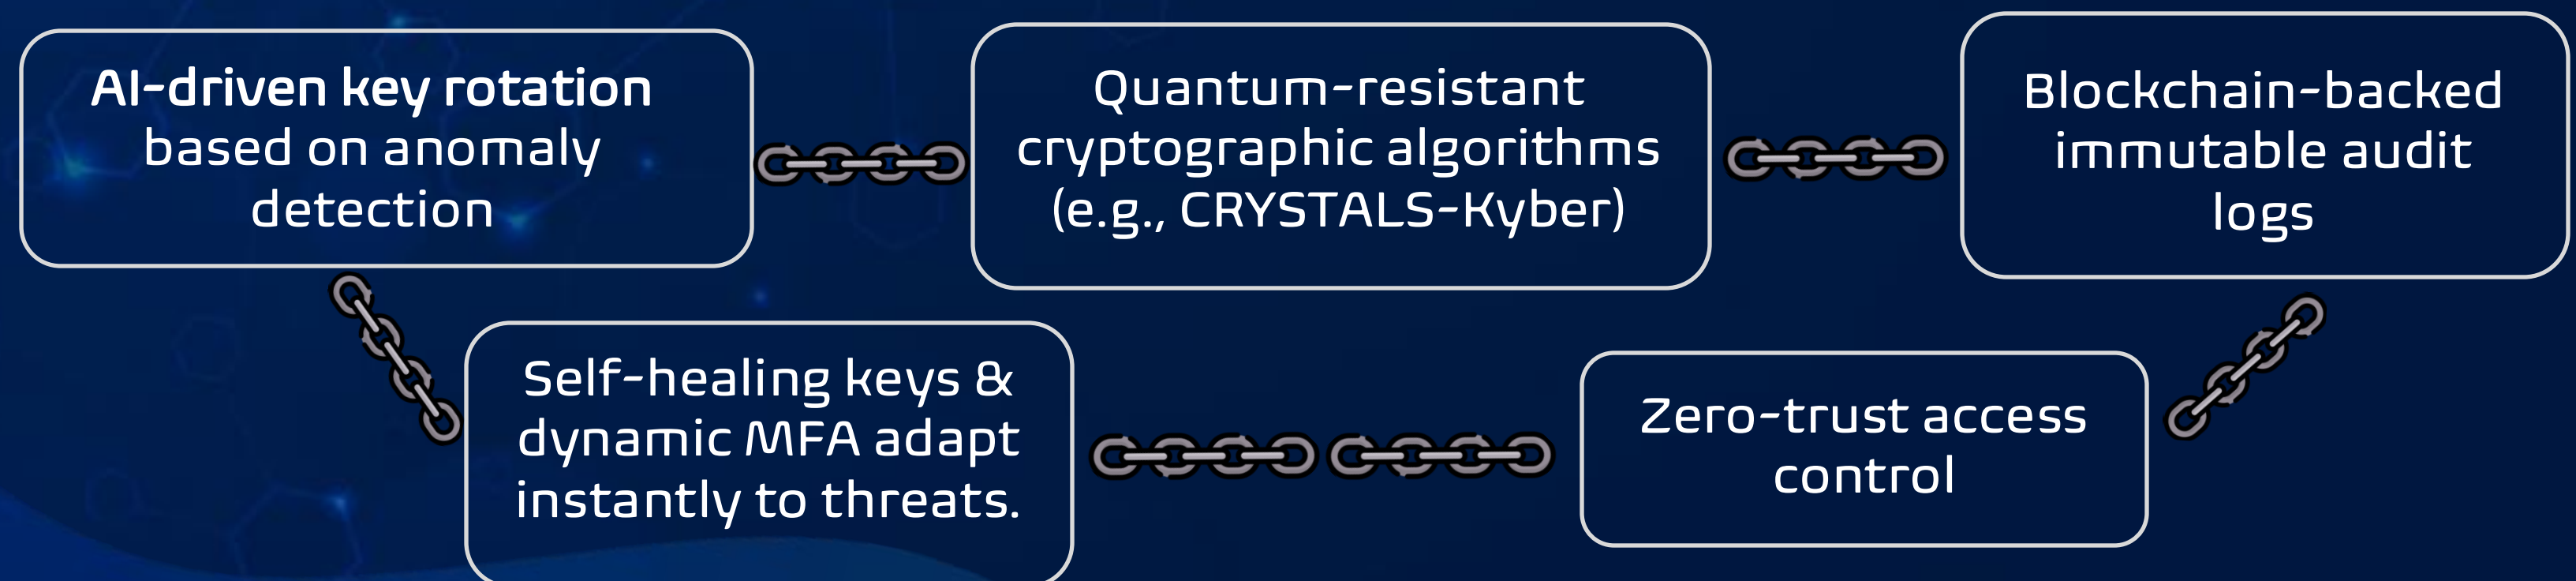 AI-driven key rotation
based on anomaly
detection
Quantum-resistant
cryptographic algorithms
(e.g., CRYSTALS-Kyber)
Blockchain-backed
immutable audit
logs
Self-healing keys &
dynamic MFA adapt
instantly to threats.
Zero-trust access
control